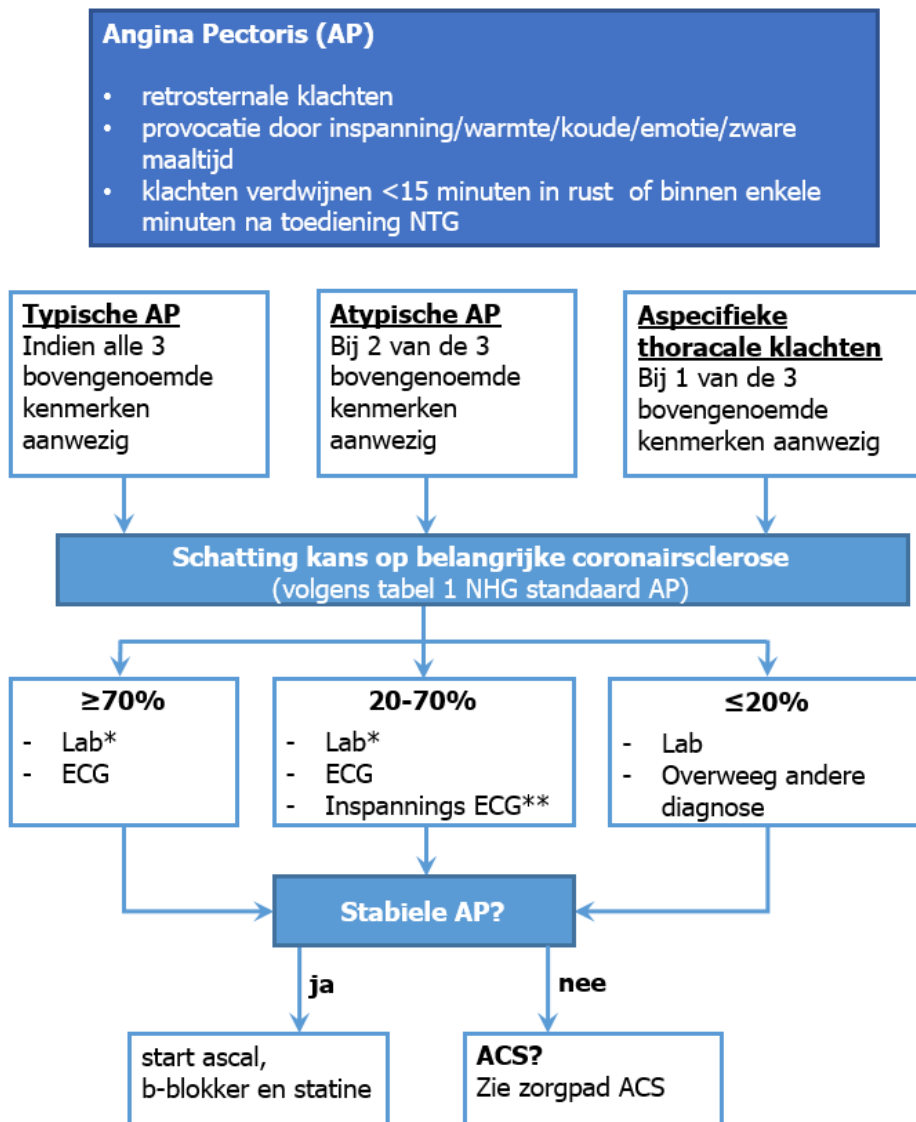 Angina Pectoris (AP)
• retrosternale klachten
• provocatie door inspanning/warmte/koude/emotie/zware
maaltijd
• klachten verdwijnen <15 minuten in rust of binnen enkele
minuten na toediening NTG
Typische AP
Indien alle 3
bovengenoemde
kenmerken
aanwezig
Atypische AP
Bij 2 van de 3
bovengenoemde
kenmerken
aanwezig
Aspecifieke
thoracale klachten
Bij 1 van de 3
bovengenoemde
kenmerken aanwezig
Schatting kans op belangrijke coronairsclerose
(volgens tabel 1 NHG standaard AP)
≥70%
- Lab*
- ECG
20-70%
- Lab*
- ECG
- Inspannings ECG**
≤20%
- Lab
- Overweeg andere
diagnose
Stabiele AP?
ja
nee
start ascal,
b-blokker en statine
ACS?
Zie zorgpad ACS